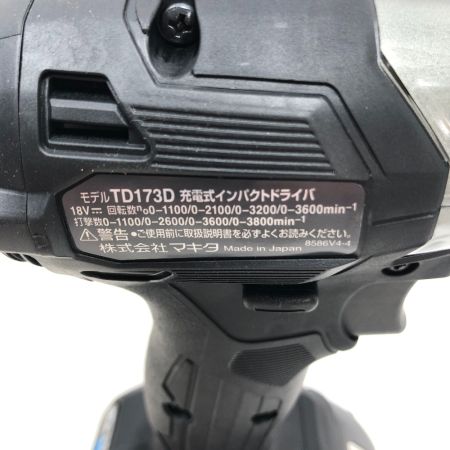 モデル TD173D 充電式インパクトドライバ
18V⎓ 回転数n₀0-1100/0-2100/0-3200/0-3600min⁻¹
打撃数0-1100/0-2600/0-3600/0-3800min⁻¹
⚠警告 •ご使用前に取扱説明書を必ずよくお読みください。
株式会社 マキタ Made in Japan 8586V4-4